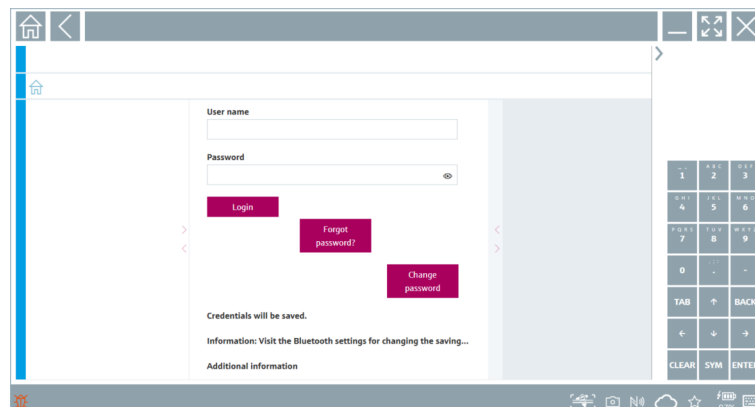 User name
Password
Login
Forgot
password?
Change
password
Credentials will be saved.
Information: Visit the Bluetooth settings for changing the saving...
Additional information
1
ABC
2
DEF
3
GHI
4
JKL
5
MNO
6
PQRS
7
TUV
8
WXYZ
9
0
.
-
TAB
BACK
CLEAR
SYM
ENTER